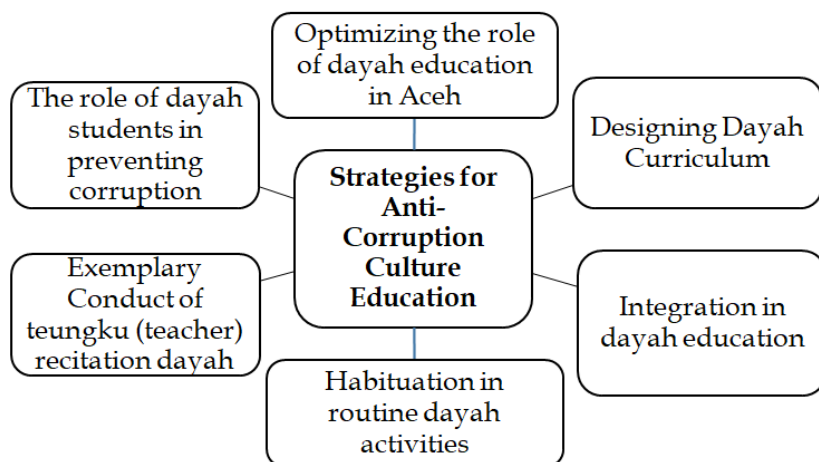 Optimizing the role
of dayah education
in Aceh
The role of dayah
students in
preventing
corruption
Designing Dayah
Curriculum
Strategies for
Anti-
Corruption
Culture
Education
Exemplary
Conduct of
teungku (teacher)
recitation dayah
Integration in
dayah education
Habituation in
routine dayah
activities